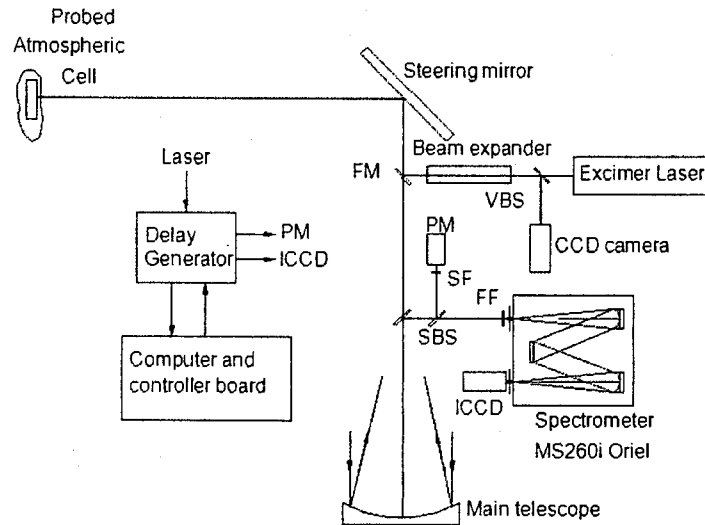 Probed
Atmospheric
Cell
Steering mirror
Laser
FM
Beam expander
VBS
Excimer Laser
PM
CCD camera
Delay
Generator
PM
ICCD
SF
FF
SBS
Computer and
controller board
ICCD
Spectrometer
MS260i Oriel
Main telescope